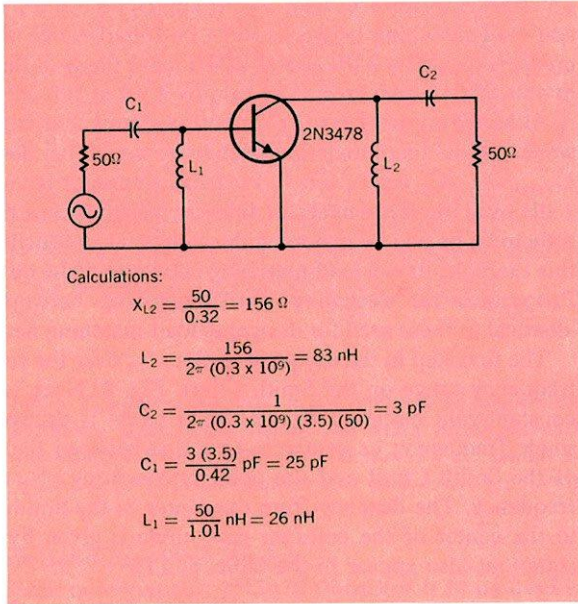 C₂
C₁
2N3478
50Ω
L₁
L₂
50Ω
Calculations:
X_L2 = 50/0.32 = 156 Ω
L₂ = 156/2π (0.3 x 10⁹) = 83 nH
C₂ = 1/2π (0.3 x 10⁹) (3.5) (50) = 3 pF
C₁ = 3 (3.5)/0.42 pF = 25 pF
L₁ = 50/1.01 nH = 26 nH